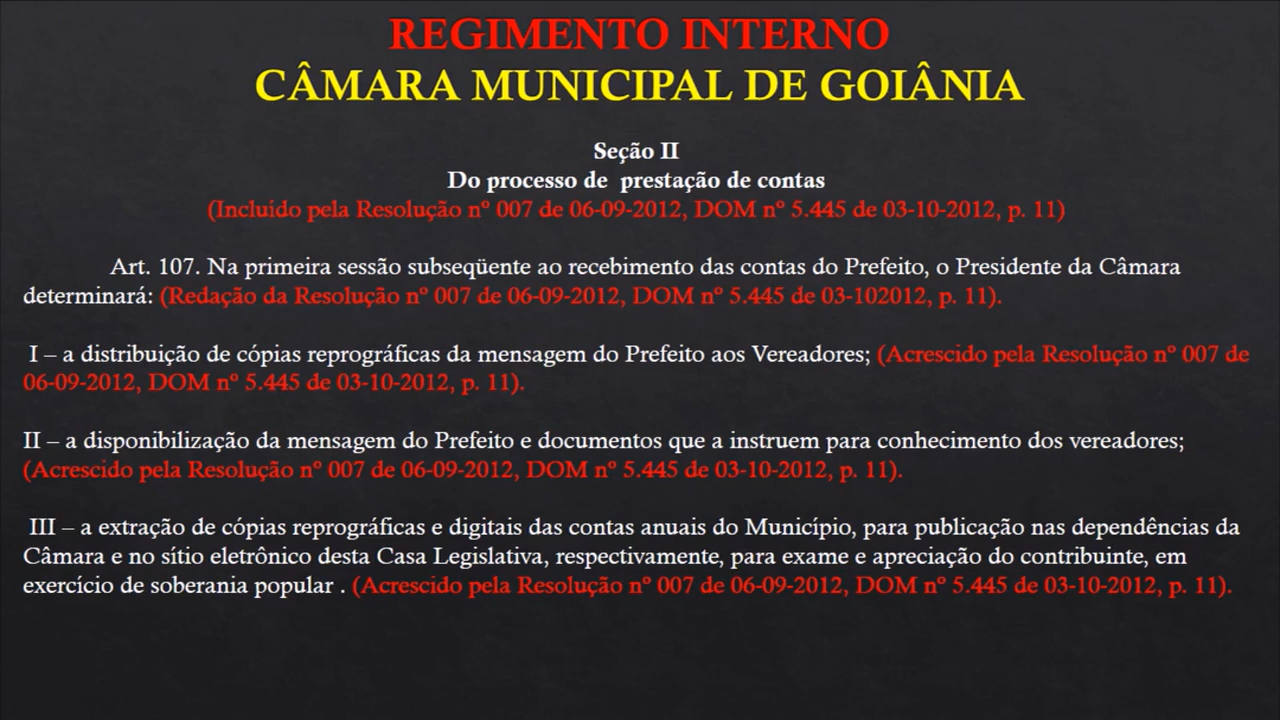 REGIMENTO INTERNO
CÂMARA MUNICIPAL DE GOIÂNIA
Seção II
Do processo de prestação de contas
(Incluído pela Resolução nº 007 de 06-09-2012, DOM nº 5.445 de 03-10-2012, p. 11)
Art. 107. Na primeira sessão subseqüente ao recebimento das contas do Prefeito, o Presidente da Câmara
determinará: (Redação da Resolução nº 007 de 06-09-2012, DOM nº 5.445 de 03-102012, p. 11).
I – a distribuição de cópias reprográficas da mensagem do Prefeito aos Vereadores; (Acrescido pela Resolução nº 007 de
06-09-2012, DOM nº 5.445 de 03-10-2012, p. 11).
II – a disponibilização da mensagem do Prefeito e documentos que a instruem para conhecimento dos vereadores;
(Acrescido pela Resolução nº 007 de 06-09-2012, DOM nº 5.445 de 03-10-2012, p. 11).
III – a extração de cópias reprográficas e digitais das contas anuais do Município, para publicação nas dependências da
Câmara e no sítio eletrônico desta Casa Legislativa, respectivamente, para exame e apreciação do contribuinte, em
exercício de soberania popular . (Acrescido pela Resolução nº 007 de 06-09-2012, DOM nº 5.445 de 03-10-2012, p. 11).